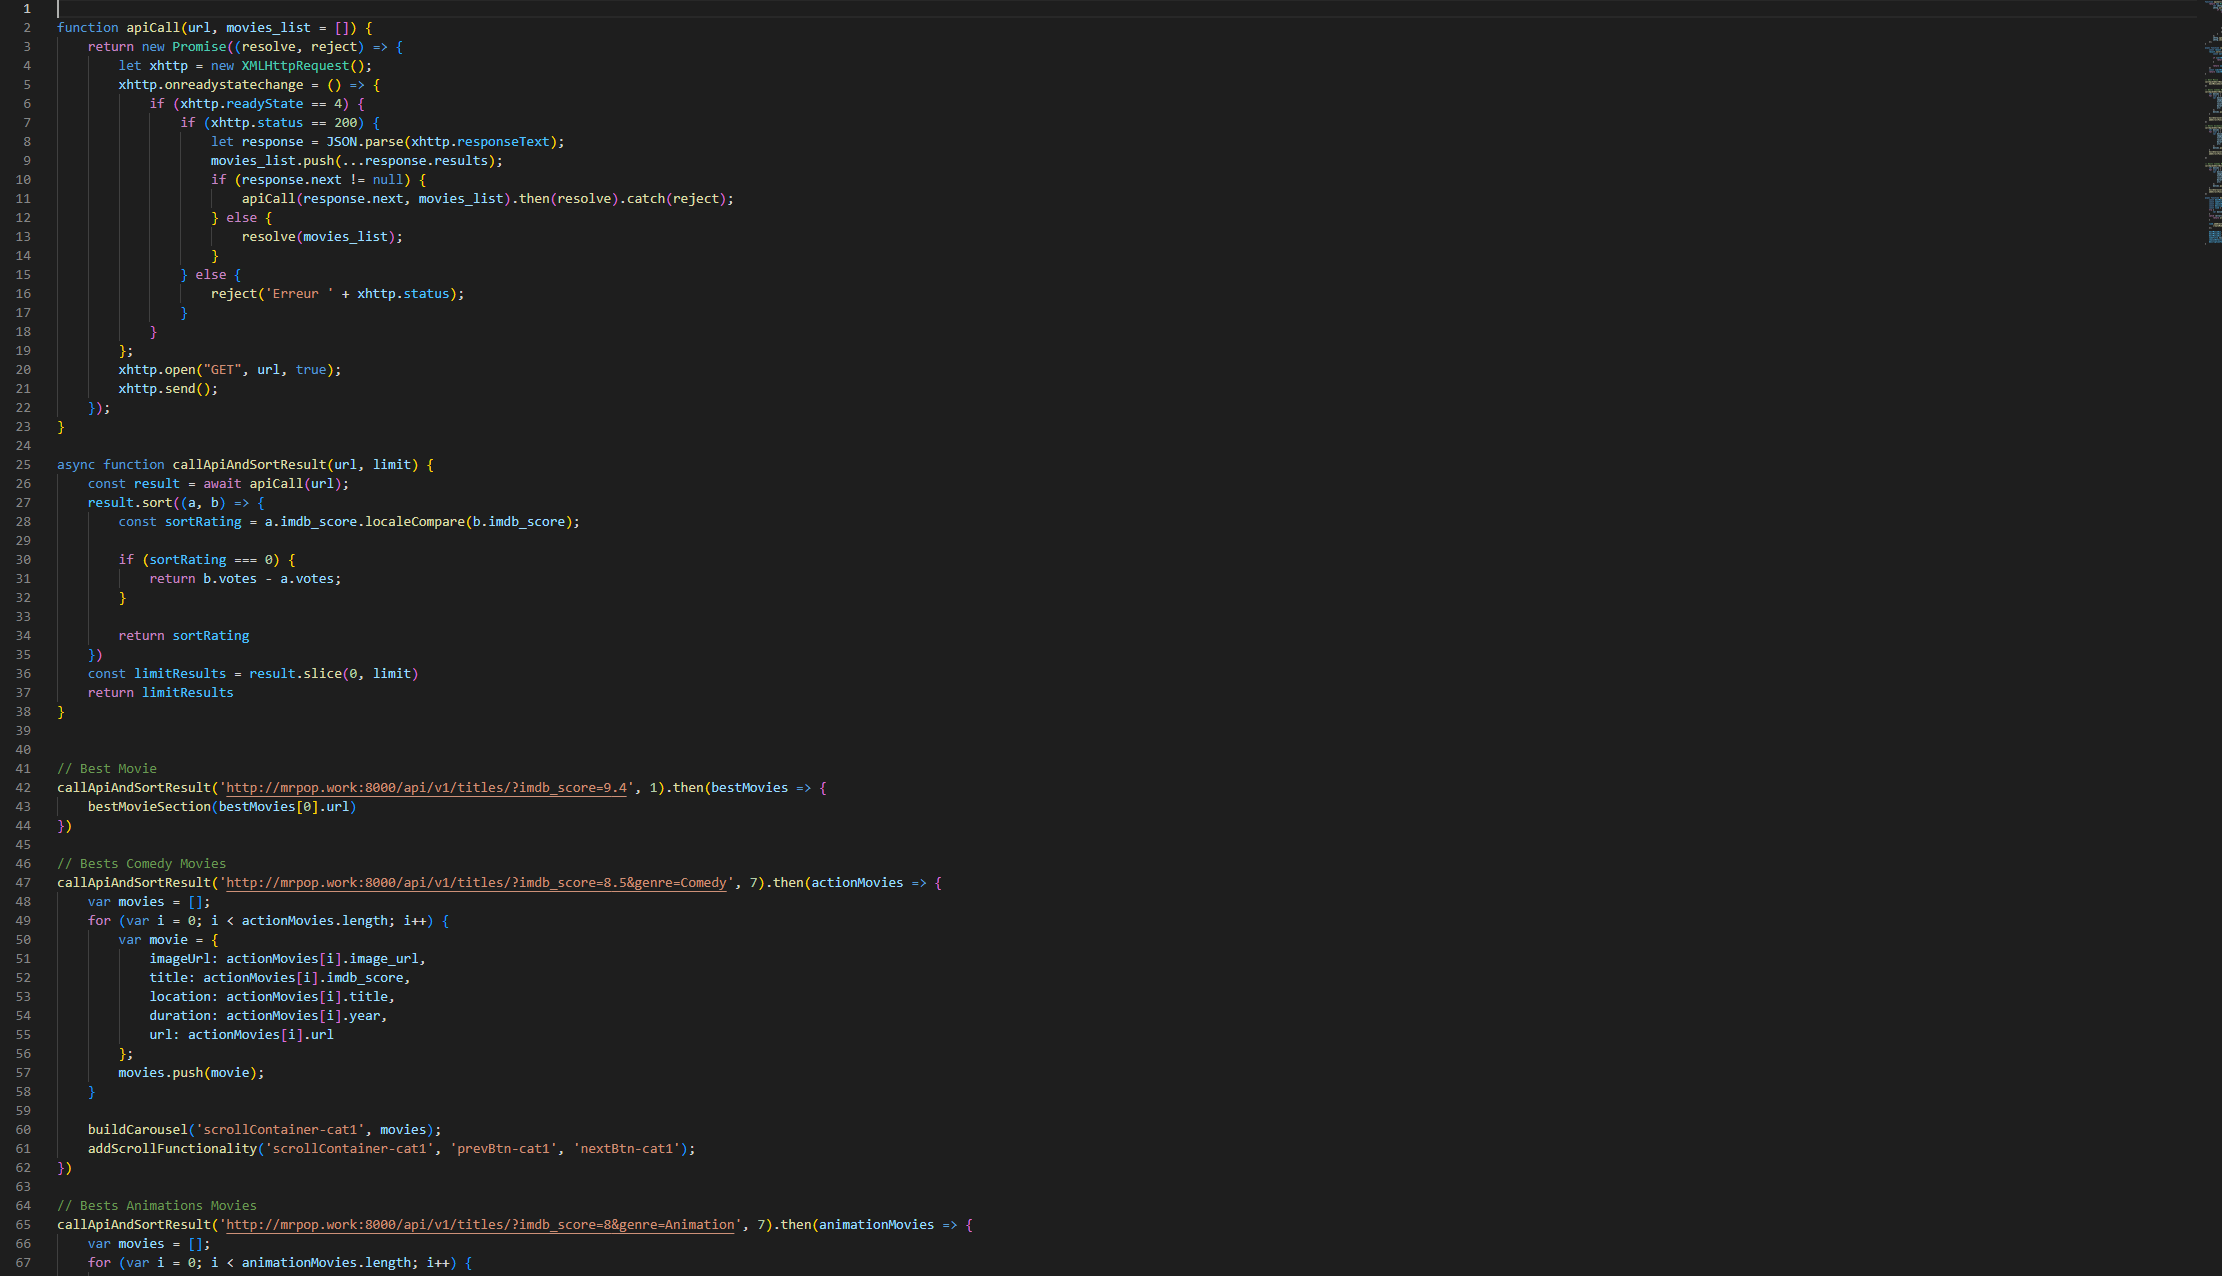 1
2 function apiCall(url, movies_list = []) {
3     return new Promise((resolve, reject) => {
4         let xhttp = new XMLHttpRequest();
5         xhttp.onreadystatechange = () => {
6             if (xhttp.readyState == 4) {
7                 if (xhttp.status == 200) {
8                     let response = JSON.parse(xhttp.responseText);
9                     movies_list.push(...response.results);
10                     if (response.next != null) {
11                         apiCall(response.next, movies_list).then(resolve).catch(reject);
12                     } else {
13                         resolve(movies_list);
14                     }
15                 } else {
16                     reject('Erreur ' + xhttp.status);
17                 }
18             }
19         };
20         xhttp.open("GET", url, true);
21         xhttp.send();
22     });
23 }
24
25 async function callApiAndSortResult(url, limit) {
26     const result = await apiCall(url);
27     result.sort((a, b) => {
28         const sortRating = a.imdb_score.localeCompare(b.imdb_score);
29
30         if (sortRating === 0) {
31             return b.votes - a.votes;
32         }
33
34         return sortRating
35     })
36     const limitResults = result.slice(0, limit)
37     return limitResults
38 }
39
40
41 // Best Movie
42 callApiAndSortResult('http://mrpop.work:8000/api/v1/titles/?imdb_score=9.4', 1).then(bestMovies => {
43     bestMovieSection(bestMovies[0].url)
44 })
45
46 // Bests Comedy Movies
47 callApiAndSortResult('http://mrpop.work:8000/api/v1/titles/?imdb_score=8.5&genre=Comedy', 7).then(actionMovies => {
48     var movies = [];
49     for (var i = 0; i < actionMovies.length; i++) {
50         var movie = {
51             imageUrl: actionMovies[i].image_url,
52             title: actionMovies[i].imdb_score,
53             location: actionMovies[i].title,
54             duration: actionMovies[i].year,
55             url: actionMovies[i].url
56         };
57         movies.push(movie);
58     }
59
60     buildCarousel('scrollContainer-cat1', movies);
61     addScrollFunctionality('scrollContainer-cat1', 'prevBtn-cat1', 'nextBtn-cat1');
62 })
63
64 // Bests Animations Movies
65 callApiAndSortResult('http://mrpop.work:8000/api/v1/titles/?imdb_score=8&genre=Animation', 7).then(animationMovies => {
66     var movies = [];
67     for (var i = 0; i < animationMovies.length; i++) {